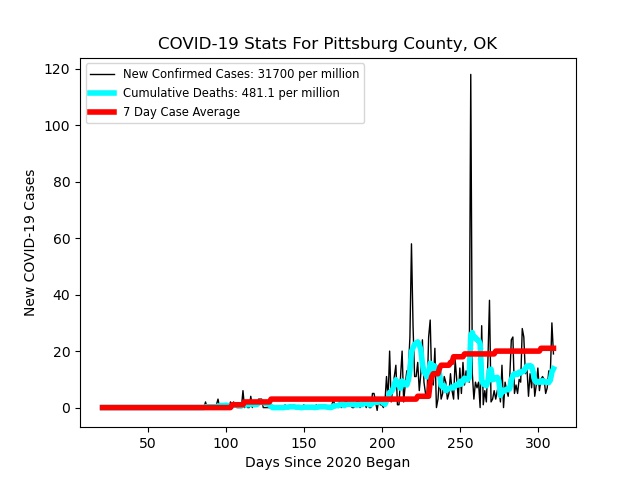 COVID-19 Stats For Pittsburg County, OK
New Confirmed Cases: 31700 per million
Cumulative Deaths: 481.1 per million
7 Day Case Average
New COVID-19 Cases
120
100
80
60
40
20
0
50
100
150
200
250
300
Days Since 2020 Began